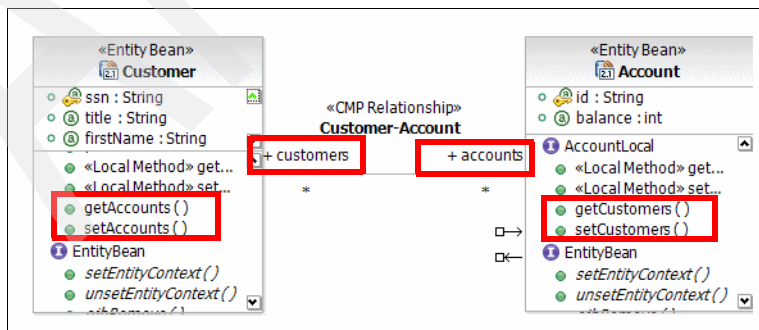 «Entity Bean»
Customer
ssn : String
title : String
firstName : String
«Local Method» get...
«Local Method» set...
getAccounts ( )
setAccounts ( )
EntityBean
setEntityContext ( )
unsetEntityContext ( )
«CMP Relationship»
Customer-Account
+ customers
+ accounts
*
*
«Entity Bean»
Account
id : String
balance : int
AccountLocal
«Local Method» get...
«Local Method» set...
getCustomers ( )
setCustomers ( )
EntityBean
setEntityContext ( )
unsetEntityContext ( )